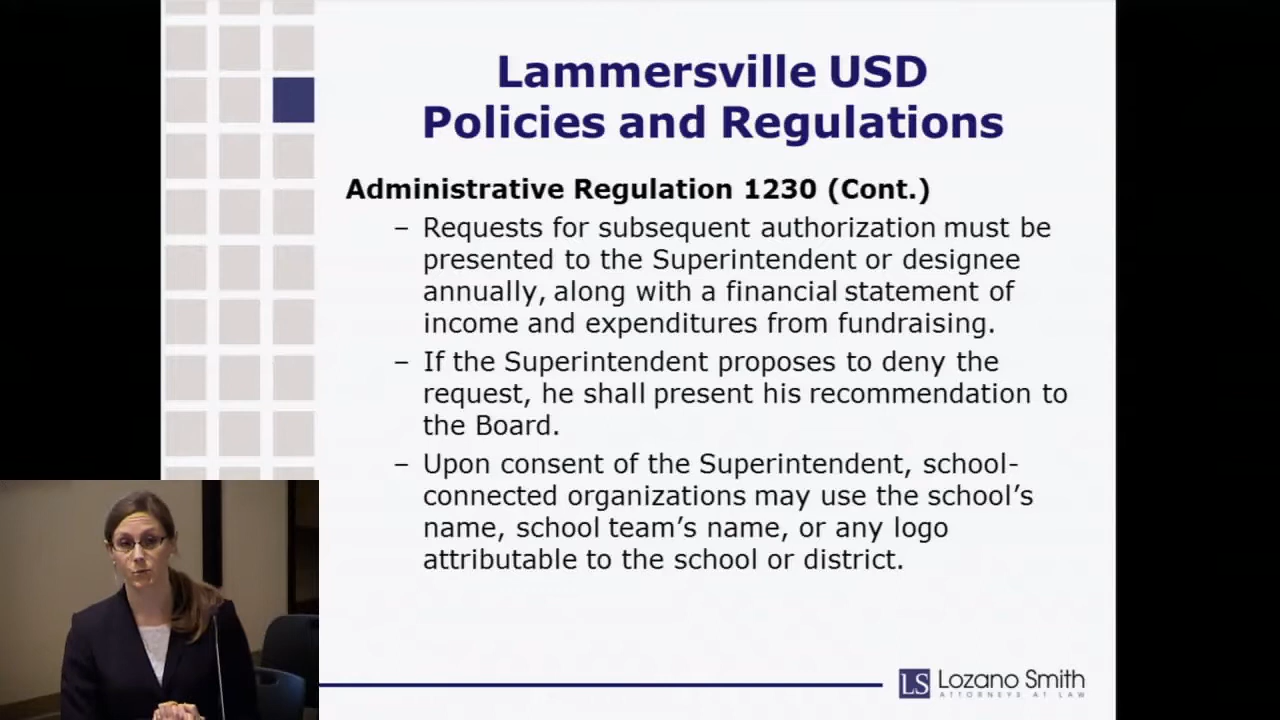 Lammersville USD
Policies and Regulations
Administrative Regulation 1230 (Cont.)
– Requests for subsequent authorization must be
presented to the Superintendent or designee
annually, along with a financial statement of
income and expenditures from fundraising.
– If the Superintendent proposes to deny the
request, he shall present his recommendation to
the Board.
– Upon consent of the Superintendent, school-
connected organizations may use the school’s
name, school team’s name, or any logo
attributable to the school or district.
LS Lozano Smith
ATTORNEYS AT LAW